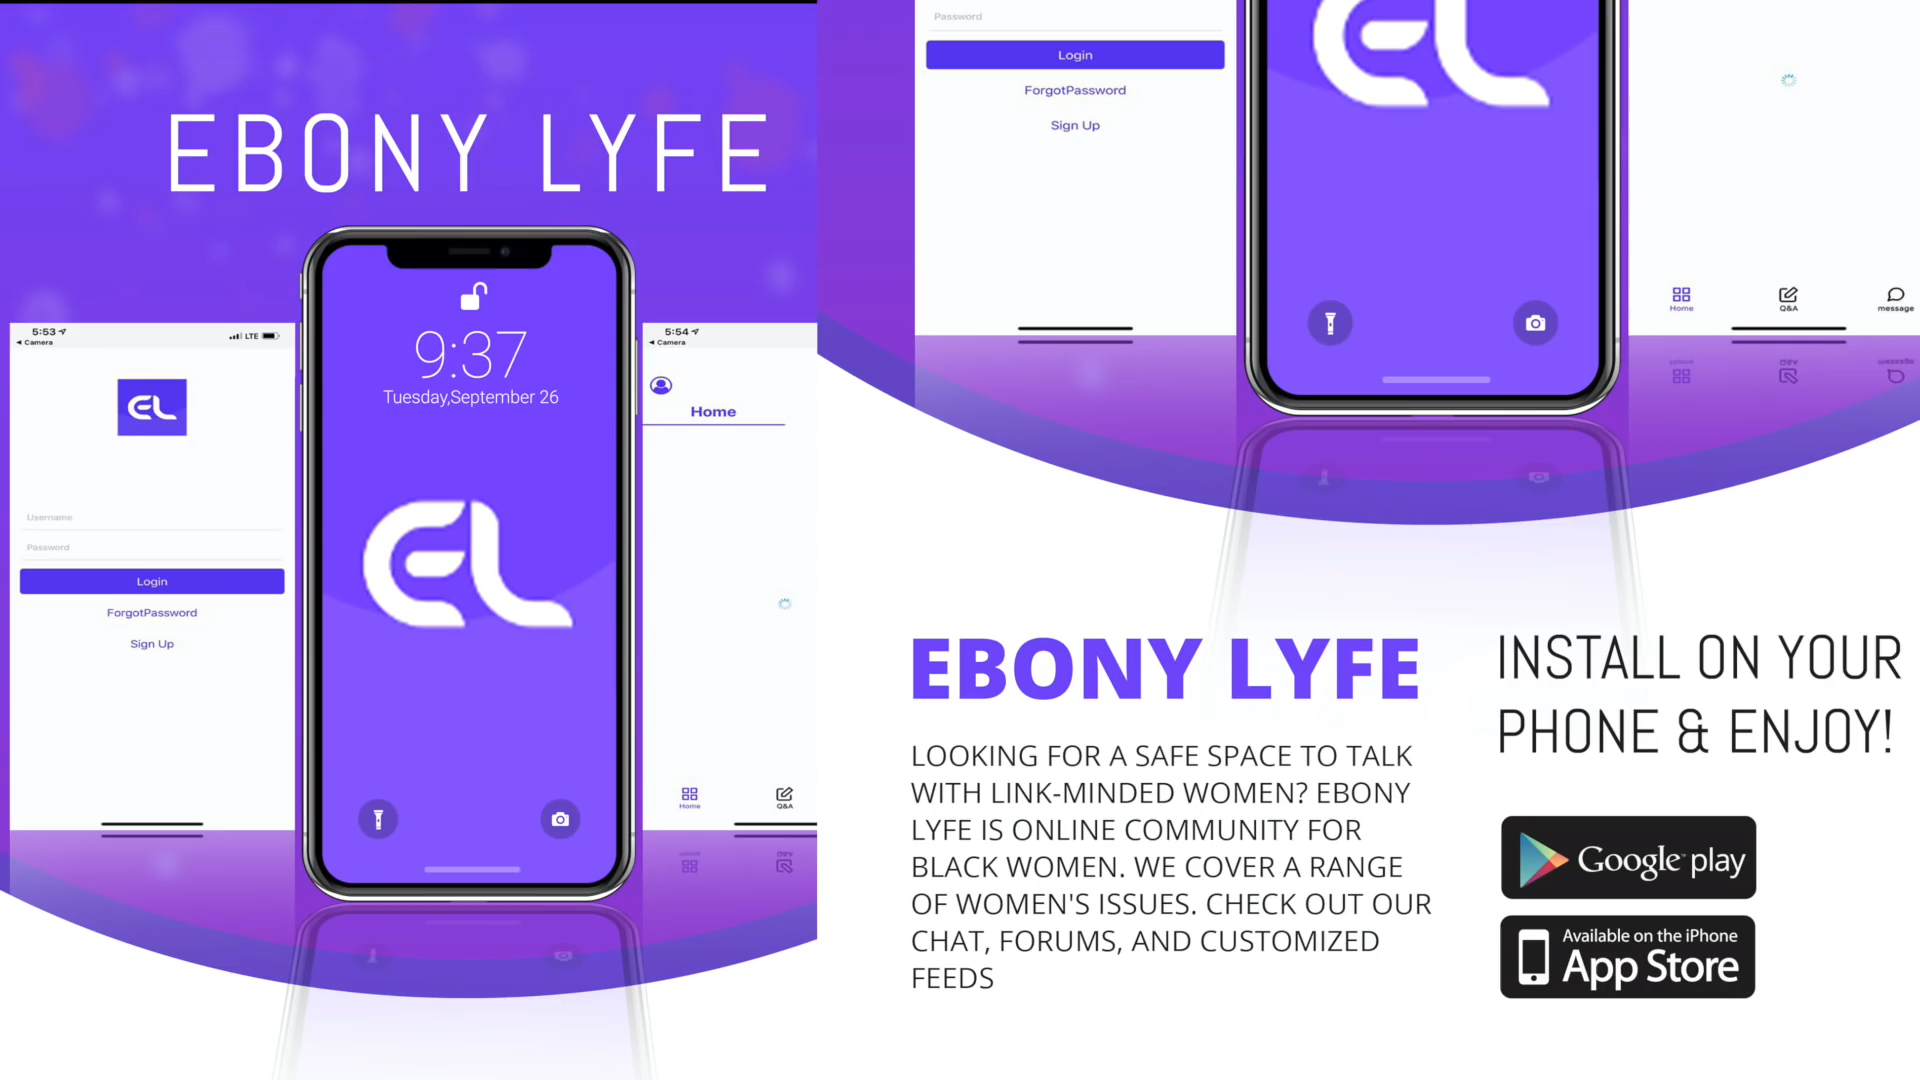 EBONY LYFE
5:53
LTE
◄ Camera
EL
Username
Password
Login
ForgotPassword
Sign Up
9:37
Tuesday,September 26
EL
5:54
◄ Camera
Home
Home
Q&A
Password
Login
ForgotPassword
Sign Up
EL
Home
Q&A
message
EBONY LYFE
LOOKING FOR A SAFE SPACE TO TALK
WITH LINK-MINDED WOMEN? EBONY
LYFE IS ONLINE COMMUNITY FOR
BLACK WOMEN. WE COVER A RANGE
OF WOMEN'S ISSUES. CHECK OUT OUR
CHAT, FORUMS, AND CUSTOMIZED
FEEDS
INSTALL ON YOUR
PHONE & ENJOY!
Google play
Available on the iPhone
App Store